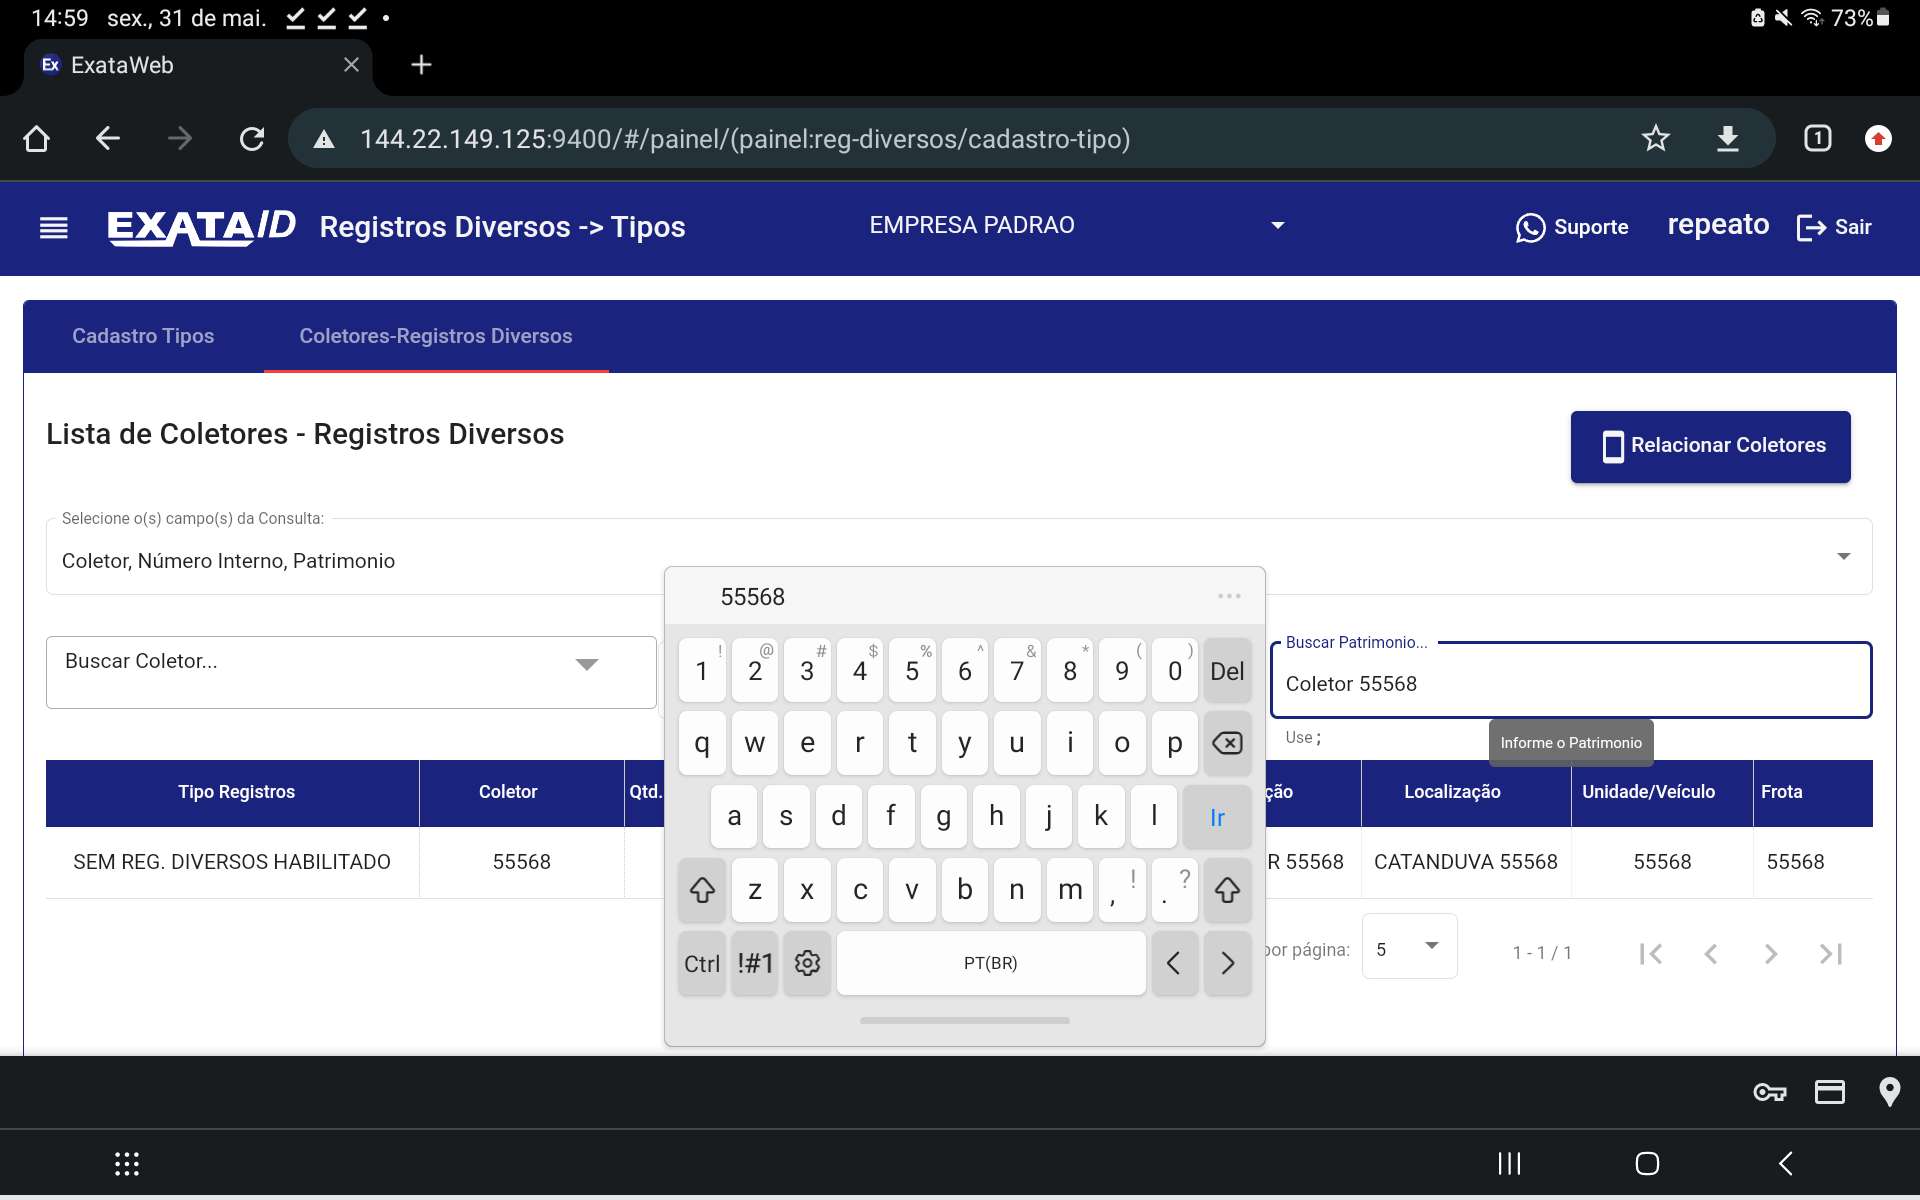 14:59 sex., 31 de mai.
73%
Ex ExataWeb
144.22.149.125:9400/#/painel/(painel:reg-diversos/cadastro-tipo)
1
EXATA/ID Registros Diversos -> Tipos EMPRESA PADRAO Suporte repeato Sair
Cadastro Tipos Coletores-Registros Diversos
Lista de Coletores - Registros Diversos
Relacionar Coletores
Selecione o(s) campo(s) da Consulta:
Coletor, Número Interno, Patrimonio
55568
Buscar Coletor...
Buscar Patrimonio...
Coletor 55568
Use ;
Informe o Patrimonio
! @ # $ % ^ & * ( )
1 2 3 4 5 6 7 8 9 0 Del
q w e r t y u i o p
a s d f g h j k l Ir
z x c v b n m , ! . ?
Ctrl !#1 PT(BR)
Tipo Registros Coletor Qtd. ção Localização Unidade/Veículo Frota
SEM REG. DIVERSOS HABILITADO 55568 R 55568 CATANDUVA 55568 55568 55568
por página: 5 1 - 1 / 1